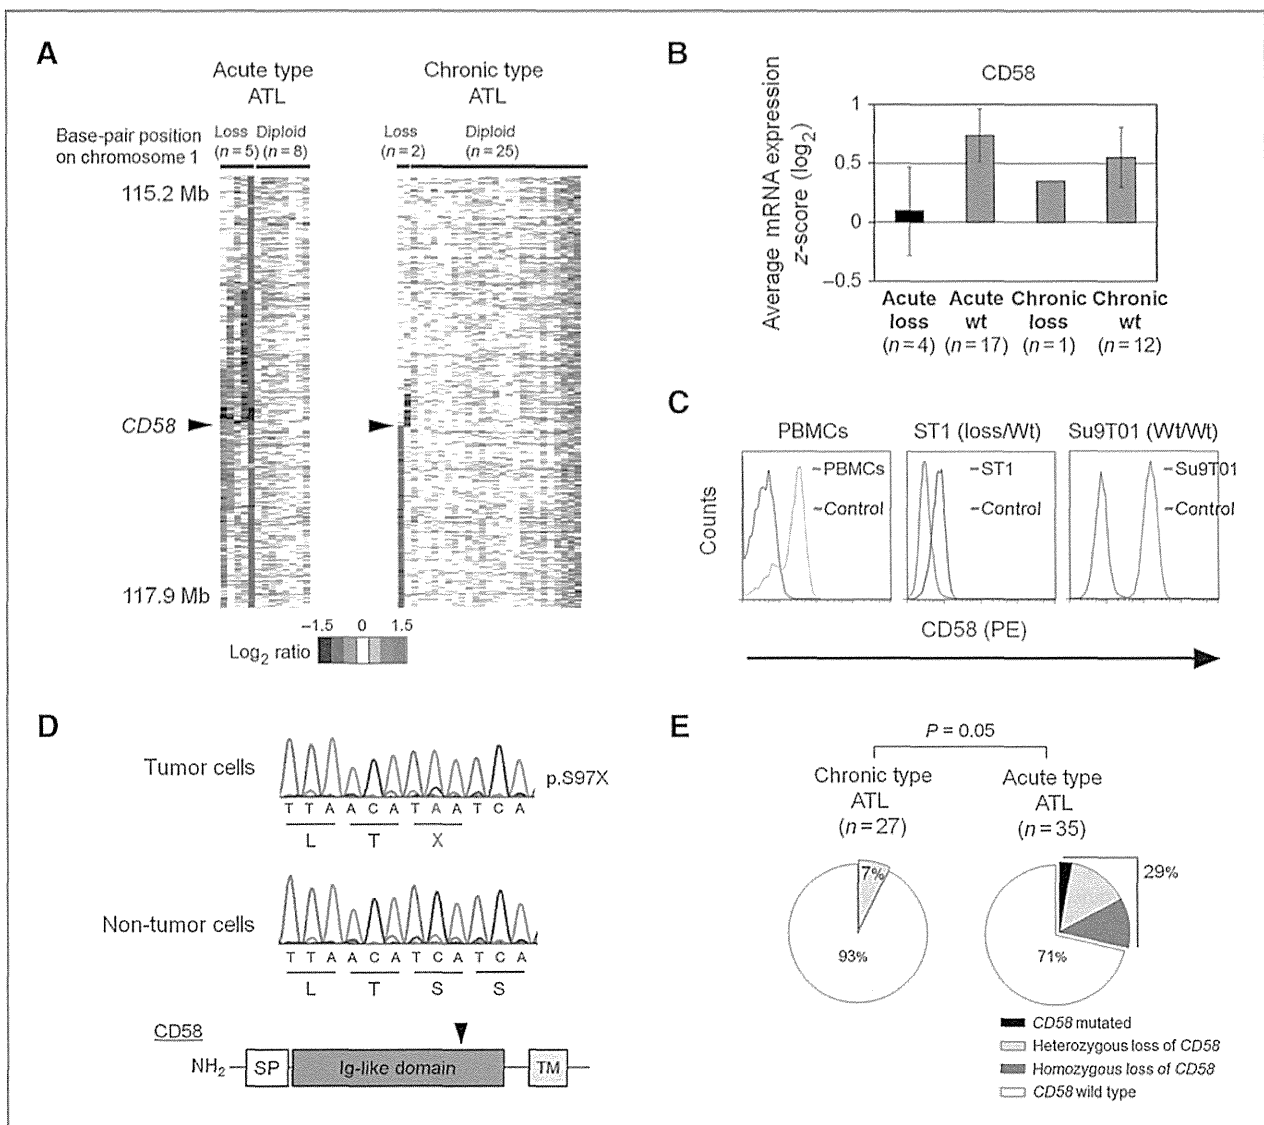 A
Acute type
ATL
Chronic type
ATL
Base-pair position
on chromosome 1
Loss
(n = 5)
Diploid
(n = 8)
Loss
(n = 2)
Diploid
(n = 25)
115.2 Mb
CD58
117.9 Mb
−1.5 0 1.5
Log2 ratio
B
CD58
Average mRNA expression
z-score (log2)
1
0.5
0
−0.5
Acute
loss
(n = 4)
Acute
wt
(n = 17)
Chronic
loss
(n = 1)
Chronic
wt
(n = 12)
C
PBMCs
ST1 (loss/Wt)
Su9T01 (Wt/Wt)
Counts
PBMCs
Control
ST1
Control
Su9T01
Control
CD58 (PE)
D
Tumor cells
p.S97X
T T A A C A T A A T C A
L T X
Non-tumor cells
T T A A C A T C A T C A
L T S S
CD58
NH2 SP Ig-like domain TM
E
P = 0.05
Chronic type
ATL
(n = 27)
Acute type
ATL
(n = 35)
7%
93%
29%
71%
CD58 mutated
Heterozygous loss of CD58
Homozygous loss of CD58
CD58 wild type